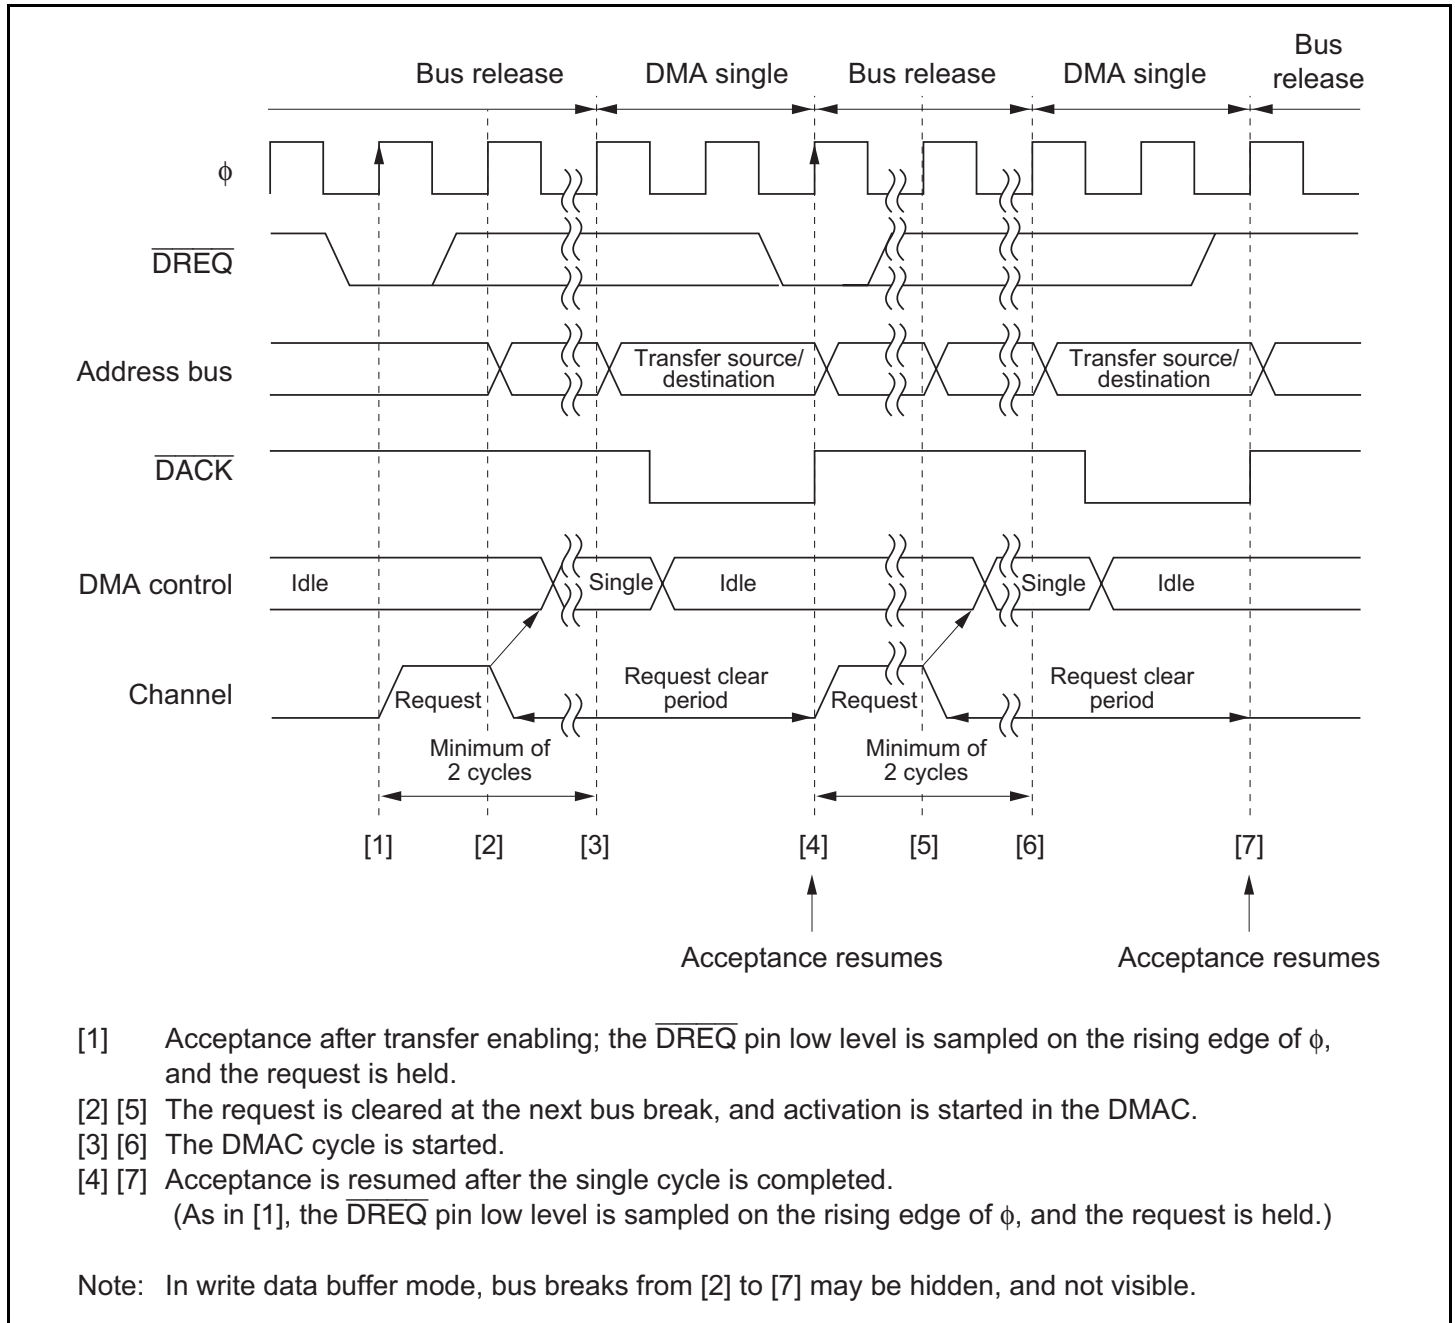 Bus release DMA single Bus release DMA single Bus release
φ
DREQ
Address bus
Transfer source/
destination
Transfer source/
destination
DACK
DMA control
Idle Single Idle Single Idle
Channel
Request
Request clear
period
Request
Request clear
period
Minimum of
2 cycles
Minimum of
2 cycles
[1] [2] [3] [4] [5] [6] [7]
Acceptance resumes Acceptance resumes
[1] Acceptance after transfer enabling; the DREQ pin low level is sampled on the rising edge of φ,
and the request is held.
[2] [5] The request is cleared at the next bus break, and activation is started in the DMAC.
[3] [6] The DMAC cycle is started.
[4] [7] Acceptance is resumed after the single cycle is completed.
(As in [1], the DREQ pin low level is sampled on the rising edge of φ, and the request is held.)
Note: In write data buffer mode, bus breaks from [2] to [7] may be hidden, and not visible.